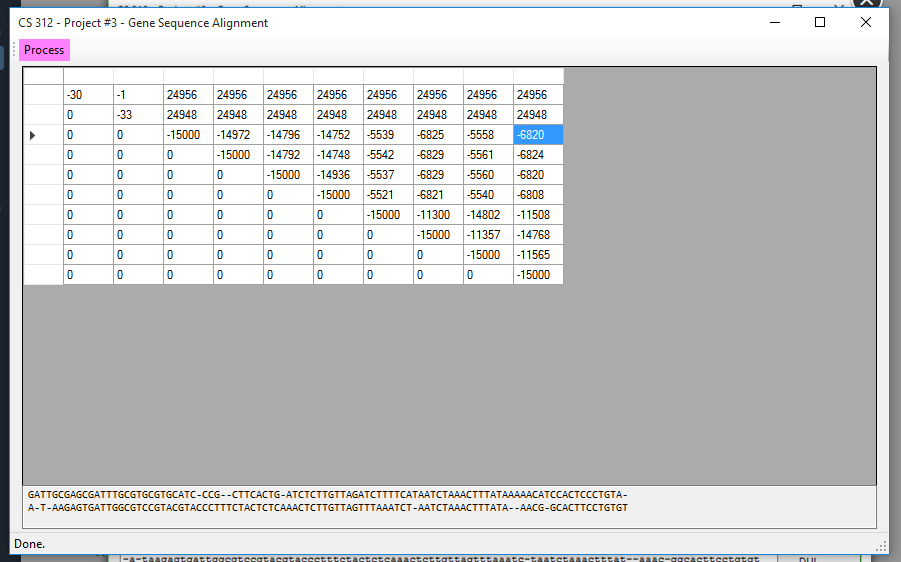 CS 312 - Project #3 - Gene Sequence Alignment
Process
-30 -1 24956 24956 24956 24956 24956 24956 24956 24956
0 -33 24948 24948 24948 24948 24948 24948 24948 24948
0 0 -15000 -14972 -14796 -14752 -5539 -6825 -5558 -6820
0 0 0 -15000 -14792 -14748 -5542 -6829 -5561 -6824
0 0 0 0 -15000 -14936 -5537 -6829 -5560 -6820
0 0 0 0 0 -15000 -5521 -6821 -5540 -6808
0 0 0 0 0 0 -15000 -11300 -14802 -11508
0 0 0 0 0 0 0 -15000 -11357 -14768
0 0 0 0 0 0 0 0 -15000 -11565
0 0 0 0 0 0 0 0 0 -15000
GATTGCGAGCGATTTGCGTGCGTGCATC-CCG--CTTCACTG-ATCTCTTGTTAGATCTTTTCATAATCTAAACTTTATAAAAACATCCACTCCCTGTA-
A-T-AAGAGTGATTGGCGTCCGTACGTACCCTTTCTACTCTCAAACTCTTGTTAGTTTAAATCT-AATCTAAACTTTATA--AACG-GCACTTCCTGTGT
Done.
-a-taagagtgattggcgtccgtacgtaccctttctactctcaaactcttgttagtttaaatc-taatctaaactttat--aaac-ggcacttcctgtgt